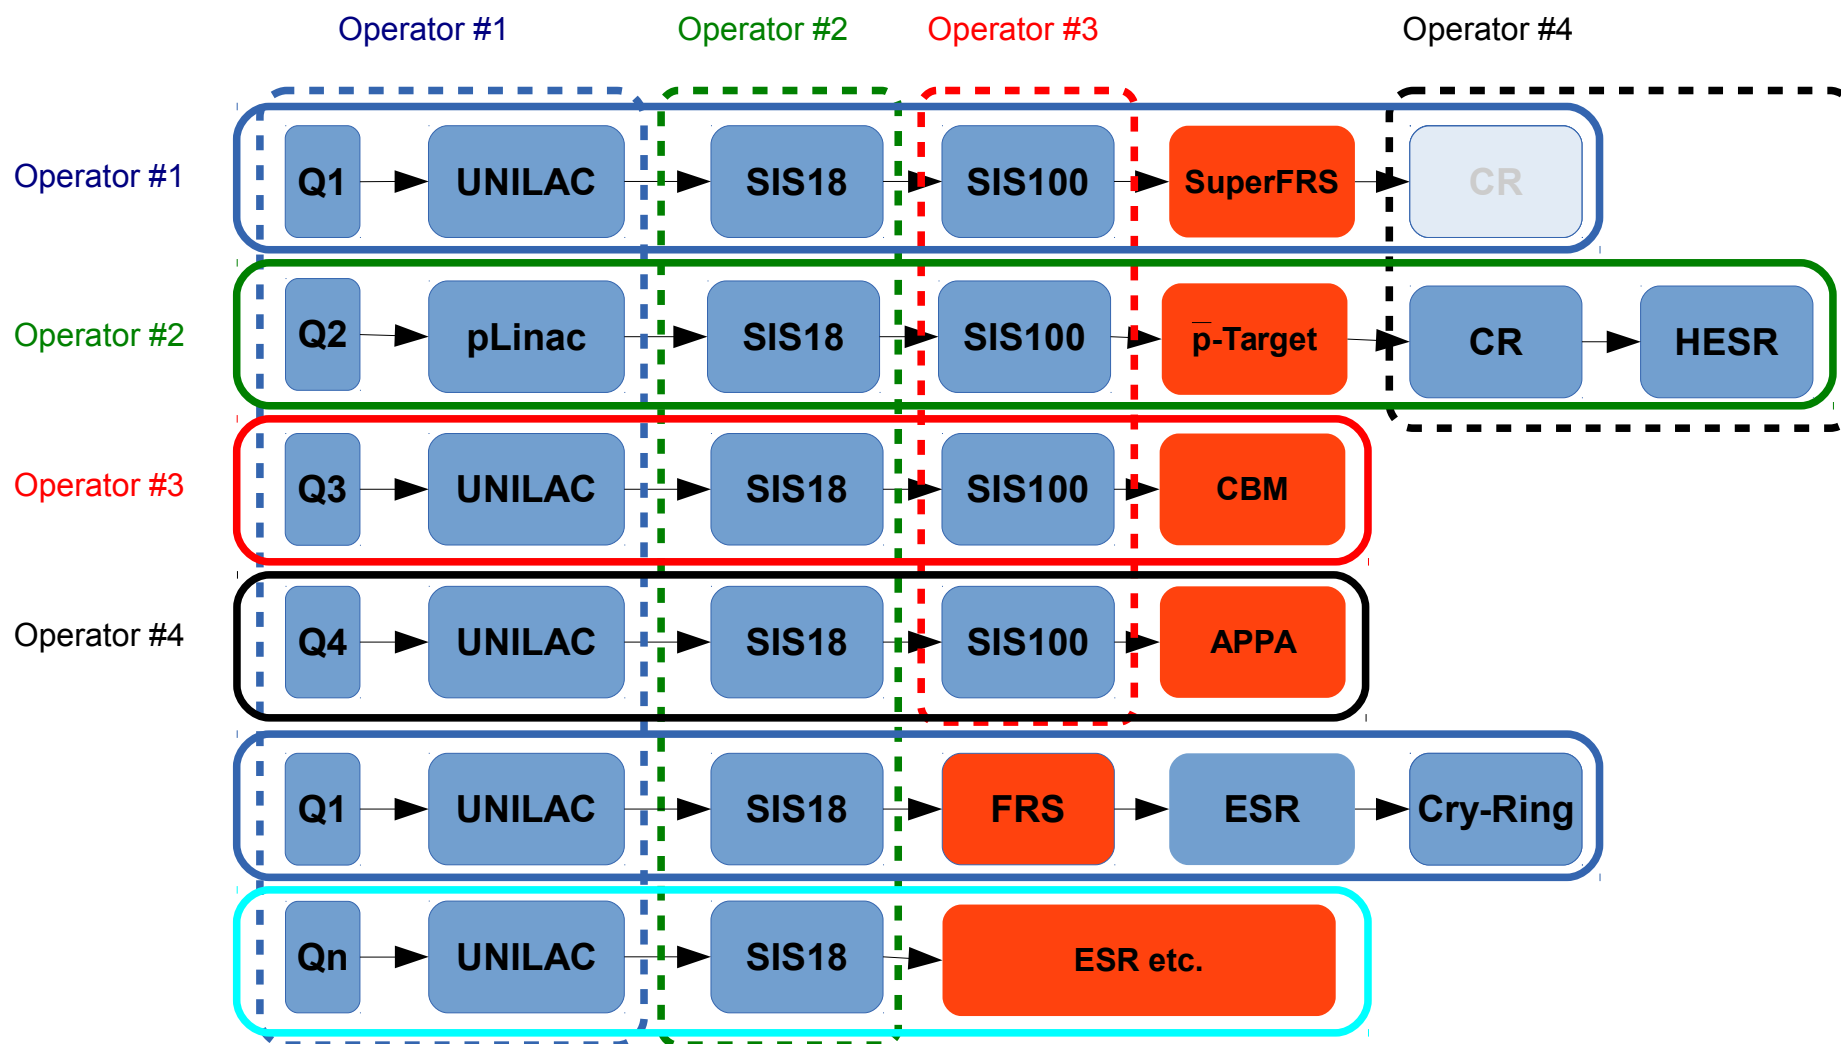 Operator #1 Operator #2 Operator #3 Operator #4
Operator #1 Q1 UNILAC SIS18 SIS100 SuperFRS CR
Operator #2 Q2 pLinac SIS18 SIS100 p̅-Target CR HESR
Operator #3 Q3 UNILAC SIS18 SIS100 CBM
Operator #4 Q4 UNILAC SIS18 SIS100 APPA
Q1 UNILAC SIS18 FRS ESR Cry-Ring
Qn UNILAC SIS18 ESR etc.